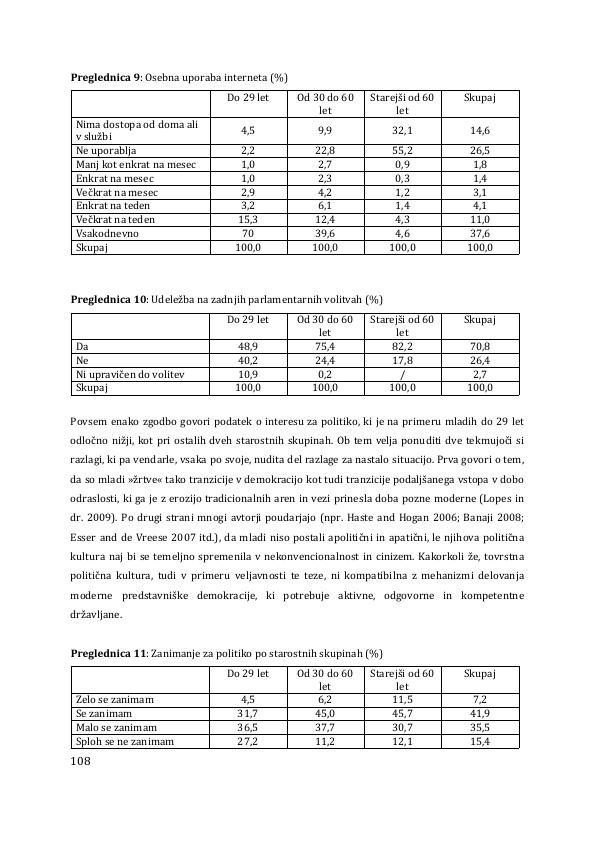 Preglednica 9: Osebna uporaba interneta (%)
Do 29 let Od 30 do 60 let Starejši od 60 let Skupaj
Nima dostopa od doma ali v službi 4,5 9,9 32,1 14,6
Ne uporablja 2,2 22,8 55,2 26,5
Manj kot enkrat na mesec 1,0 2,7 0,9 1,8
Enkrat na mesec 1,0 2,3 0,3 1,4
Večkrat na mesec 2,9 4,2 1,2 3,1
Enkrat na teden 3,2 6,1 1,4 4,1
Večkrat na teden 15,3 12,4 4,3 11,0
Vsakodnevno 70 39,6 4,6 37,6
Skupaj 100,0 100,0 100,0 100,0
Preglednica 10: Udeležba na zadnjih parlamentarnih volitvah (%)
Do 29 let Od 30 do 60 let Starejši od 60 let Skupaj
Da 48,9 75,4 82,2 70,8
Ne 40,2 24,4 17,8 26,4
Ni upravičen do volitev 10,9 0,2 / 2,7
Skupaj 100,0 100,0 100,0 100,0
Povsem enako zgodbo govori podatek o interesu za politiko, ki je na primeru mladih do 29 let
odločno nižji, kot pri ostalih dveh starostnih skupinah. Ob tem velja ponuditi dve tekmujoči si
razlagi, ki pa vendarle, vsaka po svoje, nudita del razlage za nastalo situacijo. Prva govori o tem,
da so mladi »žrtve« tako tranzicije v demokracijo kot tudi tranzicije podaljšanega vstopa v dobo
odraslosti, ki ga je z erozijo tradicionalnih aren in vezi prinesla doba pozne moderne (Lopes in
dr. 2009). Po drugi strani mnogi avtorji poudarjajo (npr. Haste and Hogan 2006; Banaji 2008;
Esser and de Vreese 2007 itd.), da mladi niso postali apolitični in apatični, le njihova politična
kultura naj bi se temeljno spremenila v nekonvencionalnost in cinizem. Kakorkoli že, tovrstna
politična kultura, tudi v primeru veljavnosti te teze, ni kompatibilna z mehanizmi delovanja
moderne predstavniške demokracije, ki potrebuje aktivne, odgovorne in kompetentne
državljane.
Preglednica 11: Zanimanje za politiko po starostnih skupinah (%)
Do 29 let Od 30 do 60 let Starejši od 60 let Skupaj
Zelo se zanimam 4,5 6,2 11,5 7,2
Se zanimam 31,7 45,0 45,7 41,9
Malo se zanimam 36,5 37,7 30,7 35,5
Sploh se ne zanimam 27,2 11,2 12,1 15,4
108